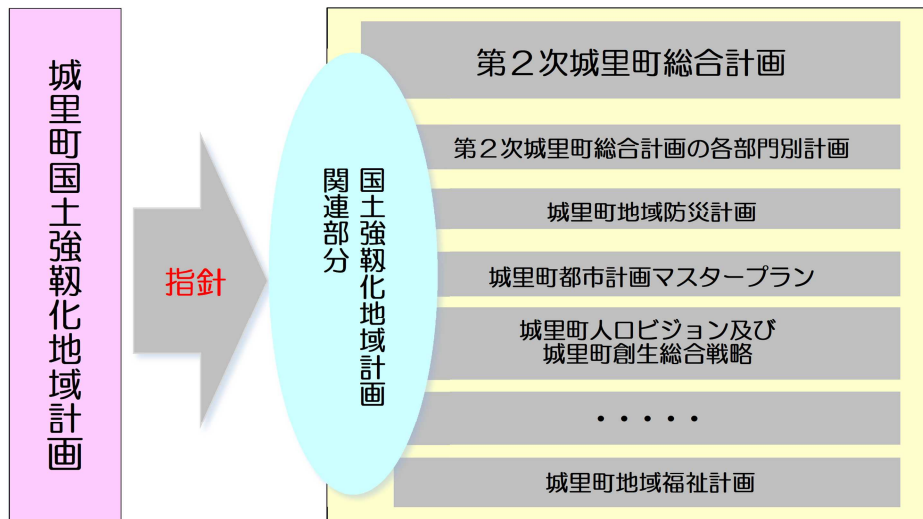 城里町国土強靱化地域計画
指針
国土強靱化地域計画
関連部分
第２次城里町総合計画
第２次城里町総合計画の各部門別計画
城里町地域防災計画
城里町都市計画マスタープラン
城里町人口ビジョン及び
城里町創生総合戦略
・・・・・
城里町地域福祉計画